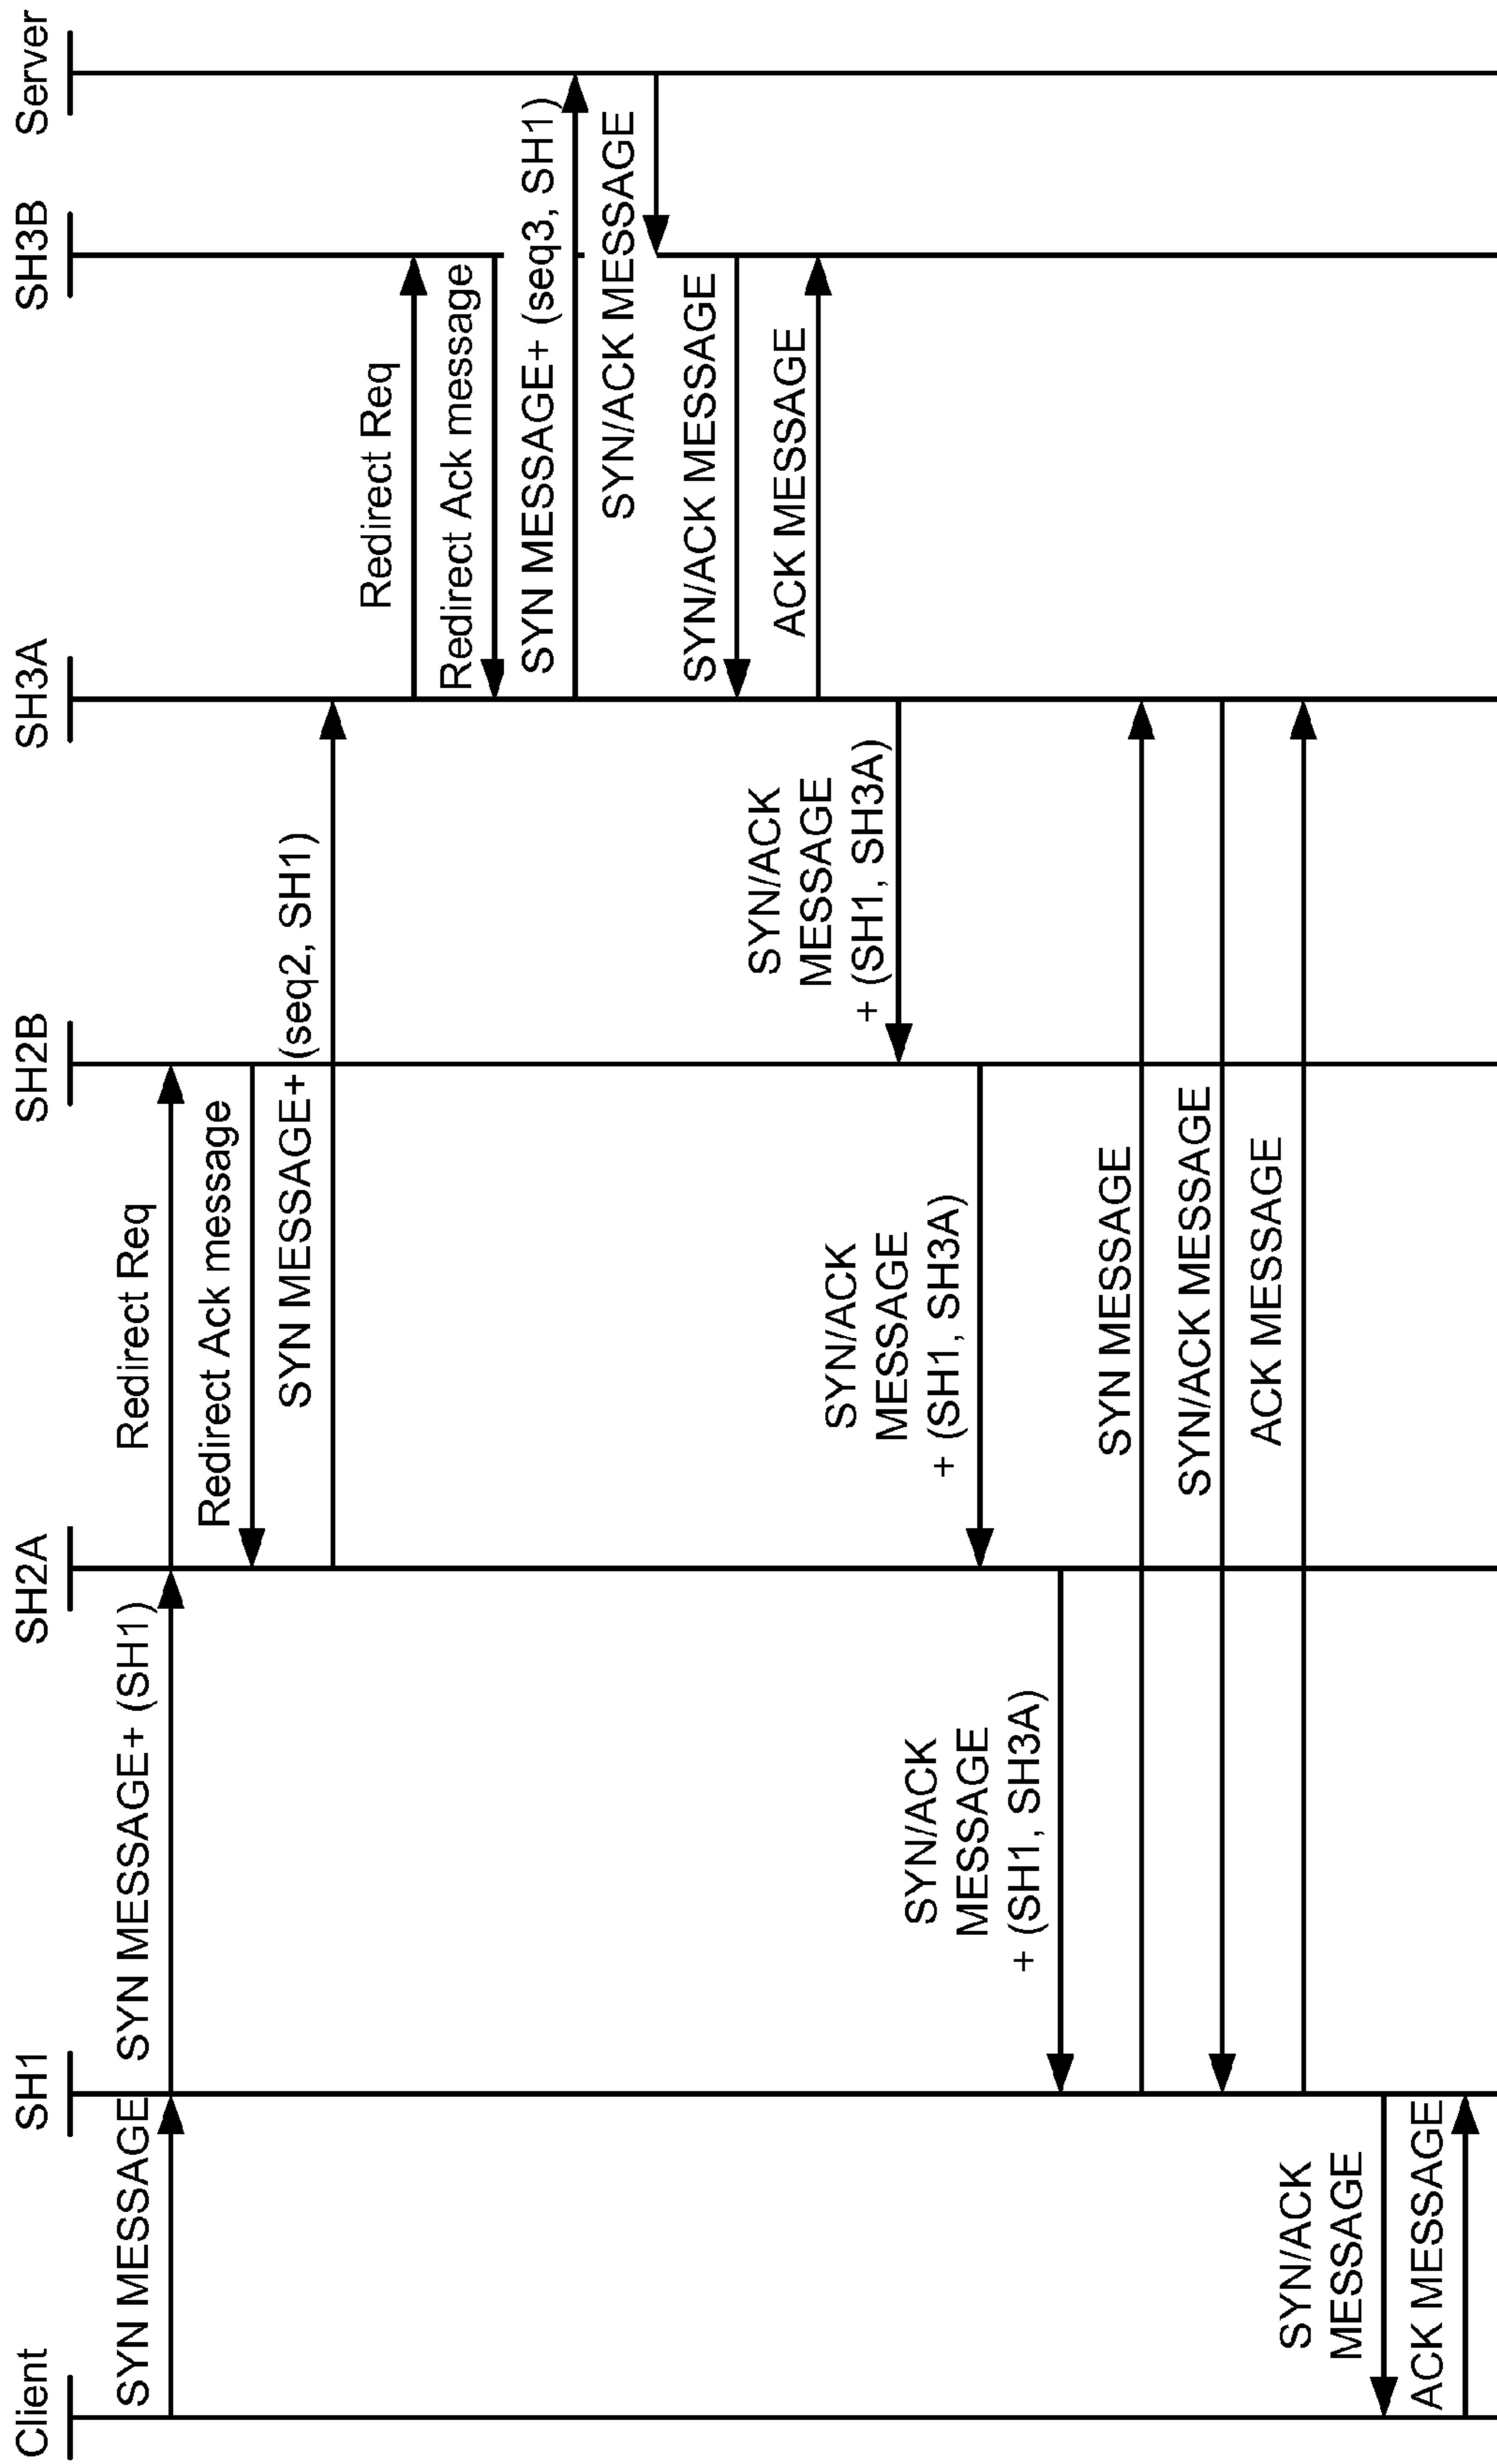 Client
SH1
SH2A
SH2B
SH3A
SH3B
Server
SYN MESSAGE
SYN MESSAGE+ (SH1)
Redirect Req
Redirect Ack message
SYN MESSAGE+ (seq2, SH1)
Redirect Req
Redirect Ack message
SYN MESSAGE+ (seq3, SH1)
SYN/ACK MESSAGE
SYN/ACK MESSAGE
ACK MESSAGE
SYN/ACK
MESSAGE
+ (SH1, SH3A)
SYN/ACK
MESSAGE
+ (SH1, SH3A)
SYN/ACK
MESSAGE
+ (SH1, SH3A)
SYN MESSAGE
SYN/ACK MESSAGE
ACK MESSAGE
SYN/ACK
MESSAGE
ACK MESSAGE